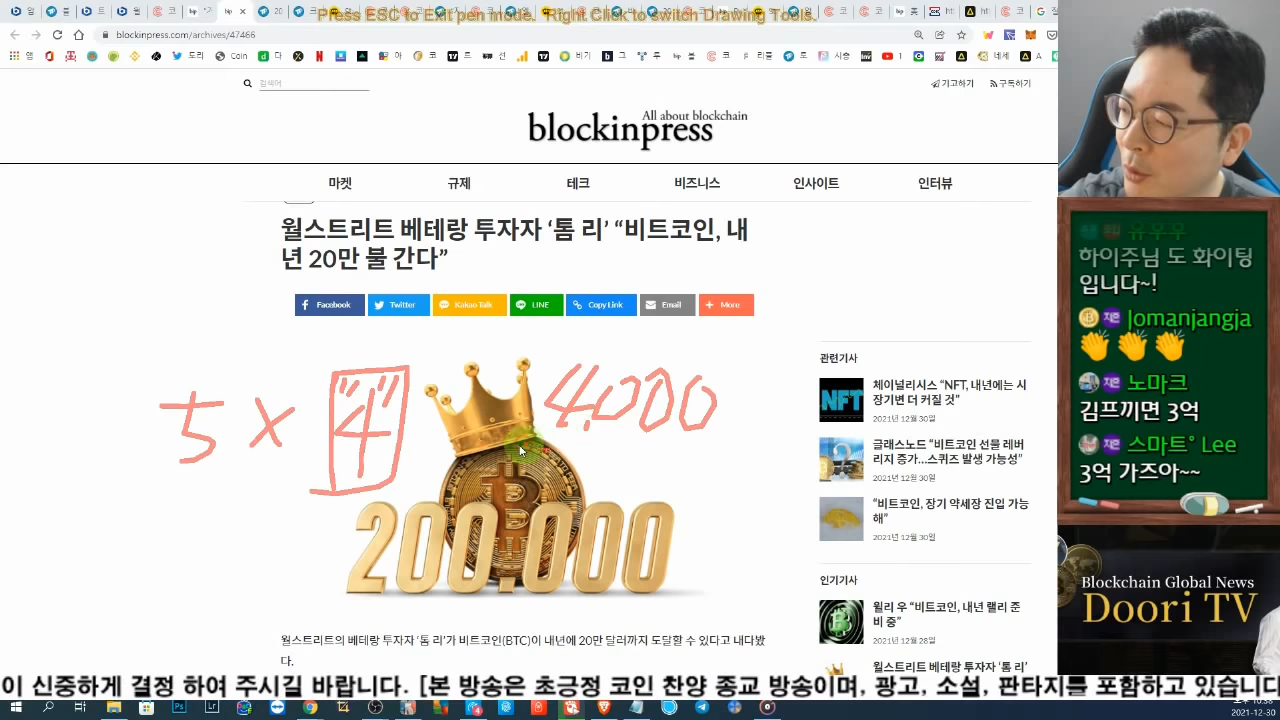 Press ESC to Exit pen mode. Right Click to switch Drawing Tools.
blockinpress.com/archives/47466
검색어
기고하기 구독하기
All about blockchain
blockinpress
마켓 규제 테크 비즈니스 인사이트 인터뷰
월스트리트 베테랑 투자자 ‘톰 리’ “비트코인, 내
년 20만 불 간다”
Facebook Twitter Kakao Talk LINE Copy Link Email More
5 × 4 4,000
200,000
월스트리트의 베테랑 투자자 ‘톰 리’가 비트코인(BTC)이 내년에 20만 달러까지 도달할 수 있다고 내다봤
다.
관련기사
NFT
체이널리시스 “NFT, 내년에는 시
장기변 더 커질 것”
2021년 12월 30일
글래스노드 “비트코인 선물 레버
리지 증가…스퀴즈 발생 가능성”
2021년 12월 30일
“비트코인, 장기 약세장 진입 가능
해”
2021년 12월 30일
인기기사
윌리 우 “비트코인, 내년 랠리 준
비 중”
2021년 12월 28일
월스트리트 베테랑 투자자 ‘톰 리’
유우우
하이주님 도 화이팅
입니다~!
Jomanjangja
노마크
김프끼면 3억
스마트° Lee
3억 가즈아~~
Blockchain Global News
Doori TV
이 신중하게 결정 하여 주시길 바랍니다. [본 방송은 초긍정 코인 찬양 종교 방송이며, 광고, 소설, 판타지를 포함하고 있습니다
2021-12-30